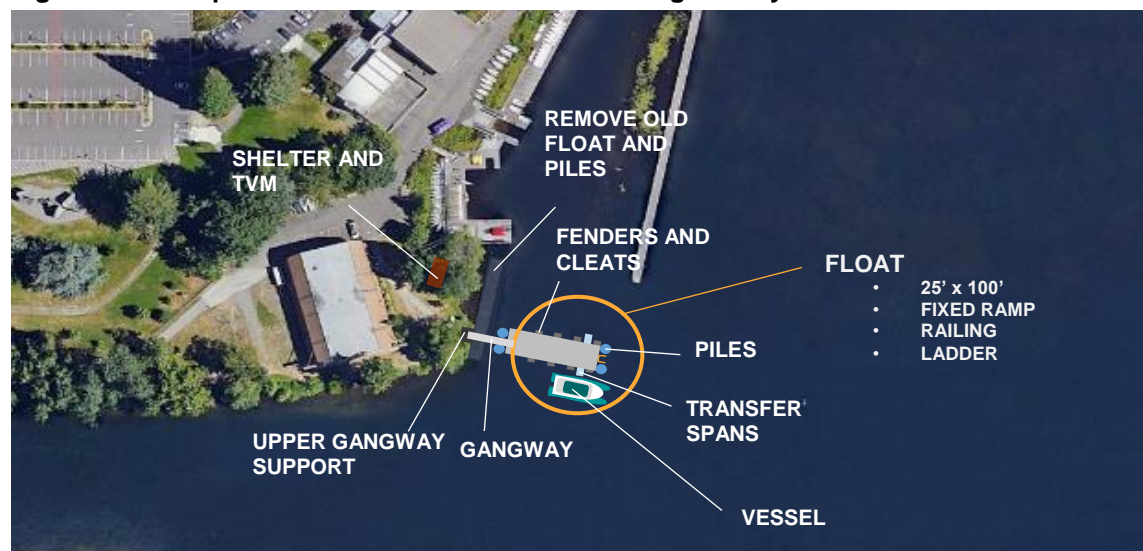 REMOVE OLD
FLOAT AND
PILES
SHELTER AND
TVM
FENDERS AND
CLEATS
FLOAT
• 25' x 100'
• FIXED RAMP
• RAILING
• LADDER
PILES
TRANSFER
SPANS
UPPER GANGWAY
SUPPORT
GANGWAY
VESSEL